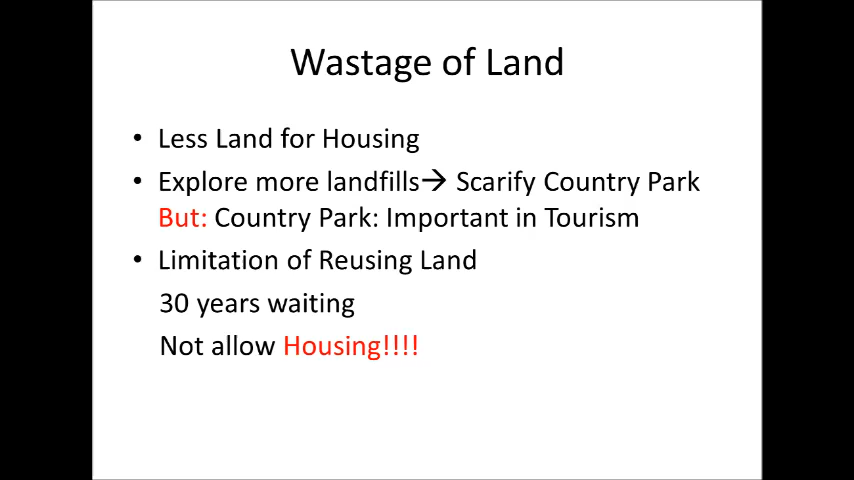 Wastage of Land
• Less Land for Housing
• Explore more landfills→ Scarify Country Park
But: Country Park: Important in Tourism
• Limitation of Reusing Land
30 years waiting
Not allow Housing!!!!